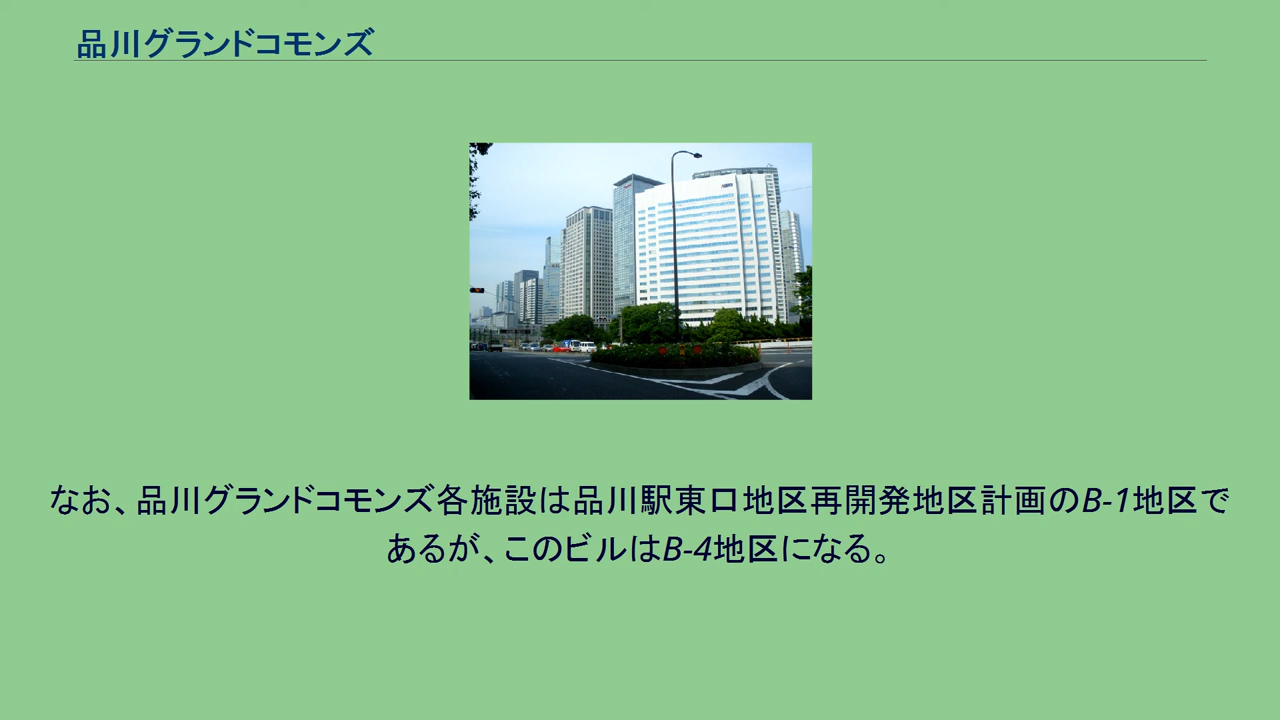 品川グランドコモンズ
なお、品川グランドコモンズ各施設は品川駅東口地区再開発地区計画のB-1地区で
あるが、このビルはB-4地区になる。